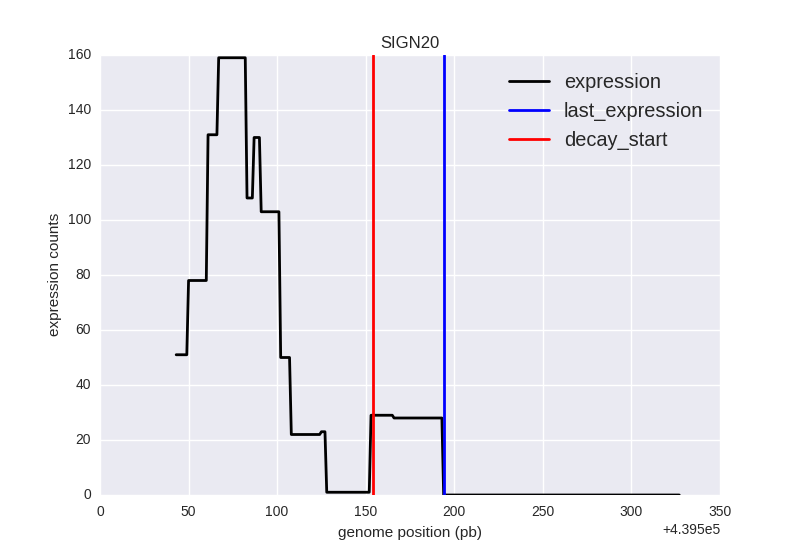 SIGN20
160
140
120
100
80
60
40
20
0
expression counts
expression
last_expression
decay_start
0 50 100 150 200 250 300 350
genome position (pb)
+4.395e5